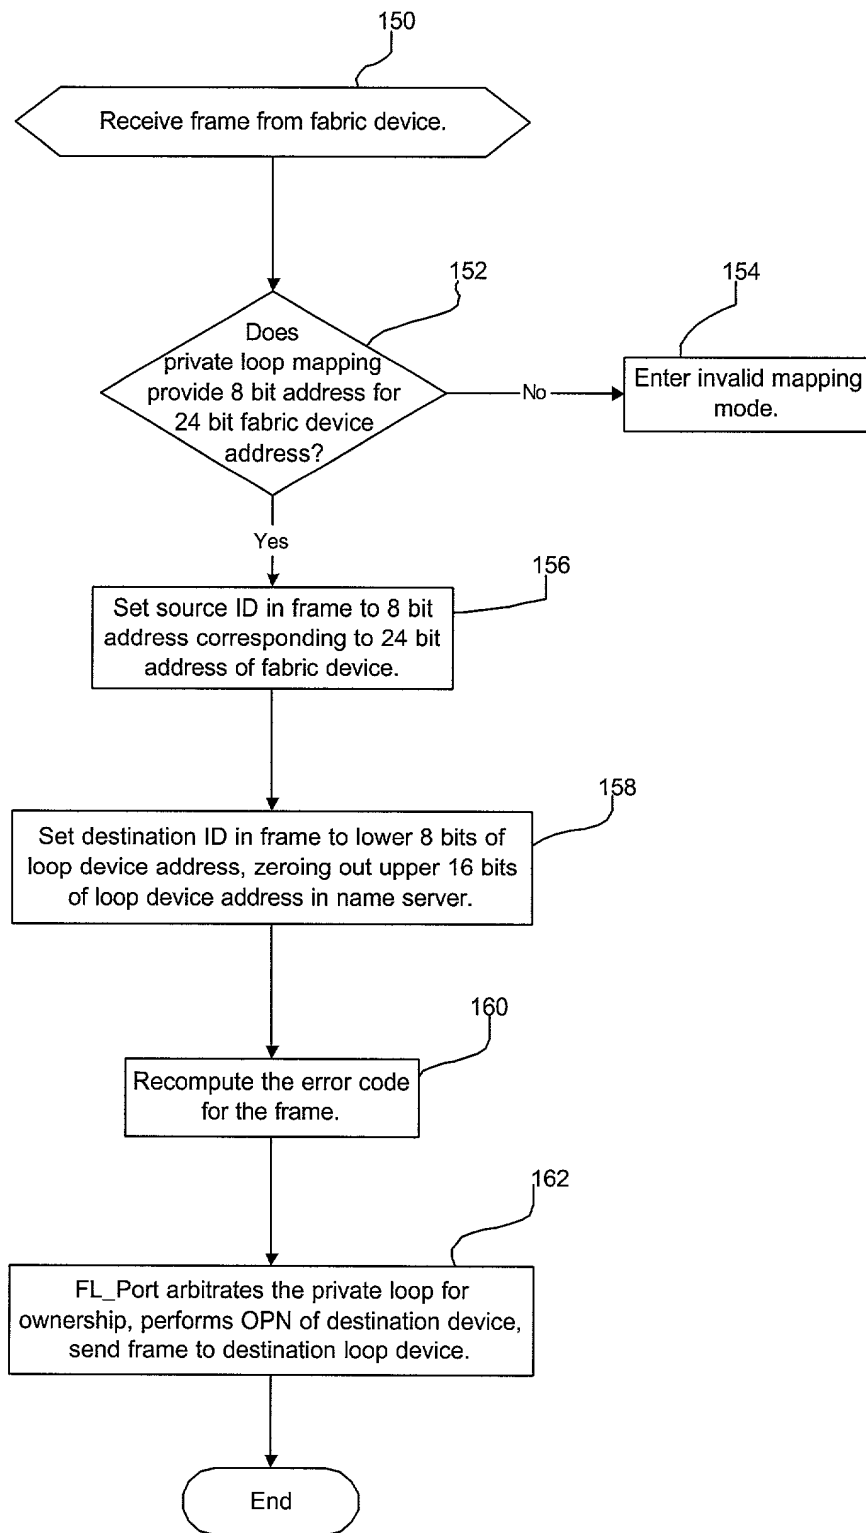 150
Receive frame from fabric device.
152
Does
private loop mapping
provide 8 bit address for
24 bit fabric device
address?
No
154
Enter invalid mapping
mode.
Yes
156
Set source ID in frame to 8 bit
address corresponding to 24 bit
address of fabric device.
158
Set destination ID in frame to lower 8 bits of
loop device address, zeroing out upper 16 bits
of loop device address in name server.
160
Recompute the error code
for the frame.
162
FL_Port arbitrates the private loop for
ownership, performs OPN of destination device,
send frame to destination loop device.
End